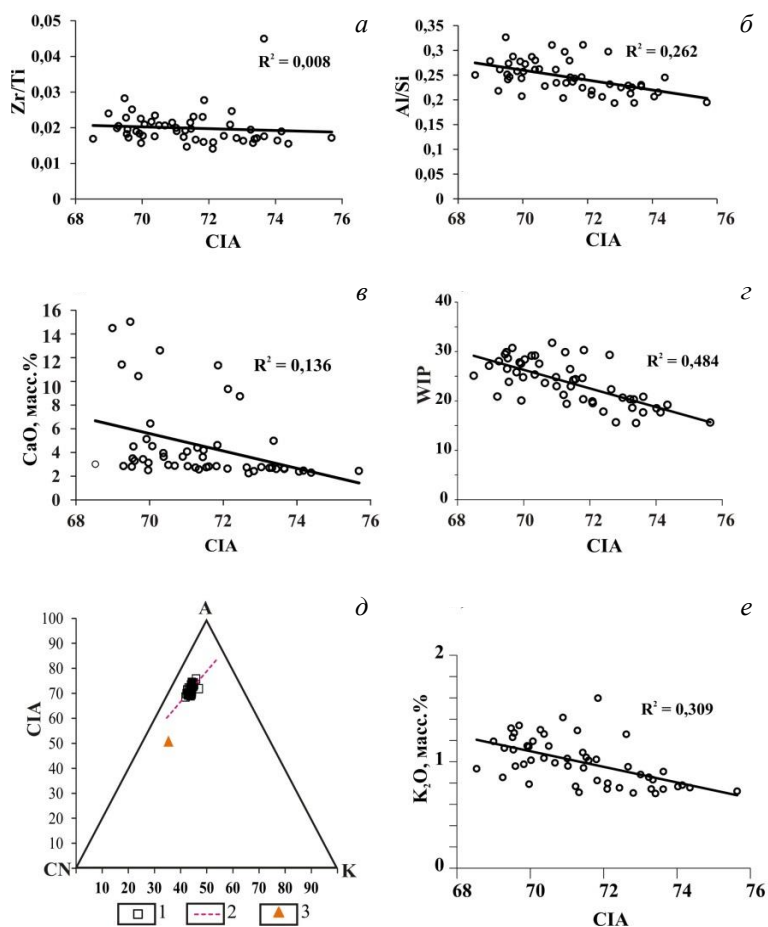 а
0,05
0,04
0,03
0,02
0,01
0
Zr/Ti
R² = 0,008
68 70 72 74 76
CIA
б
0,35
0,3
0,25
0,2
0,15
0,1
0,05
0
Al/Si
R² = 0,262
68 70 72 74 76
CIA
в
16
14
12
10
8
6
4
2
0
CaO, масс.%
R² = 0,136
68 70 72 74 76
CIA
г
40
30
20
10
0
WIP
R² = 0,484
68 70 72 74 76
CIA
д
A
100
90
80
70
60
50
40
30
20
10
CIA
CN
K
10 20 30 40 50 60 70 80 90
1 2 3
е
2
1
0
K₂O, масс.%
R² = 0,309
68 70 72 74 76
CIA